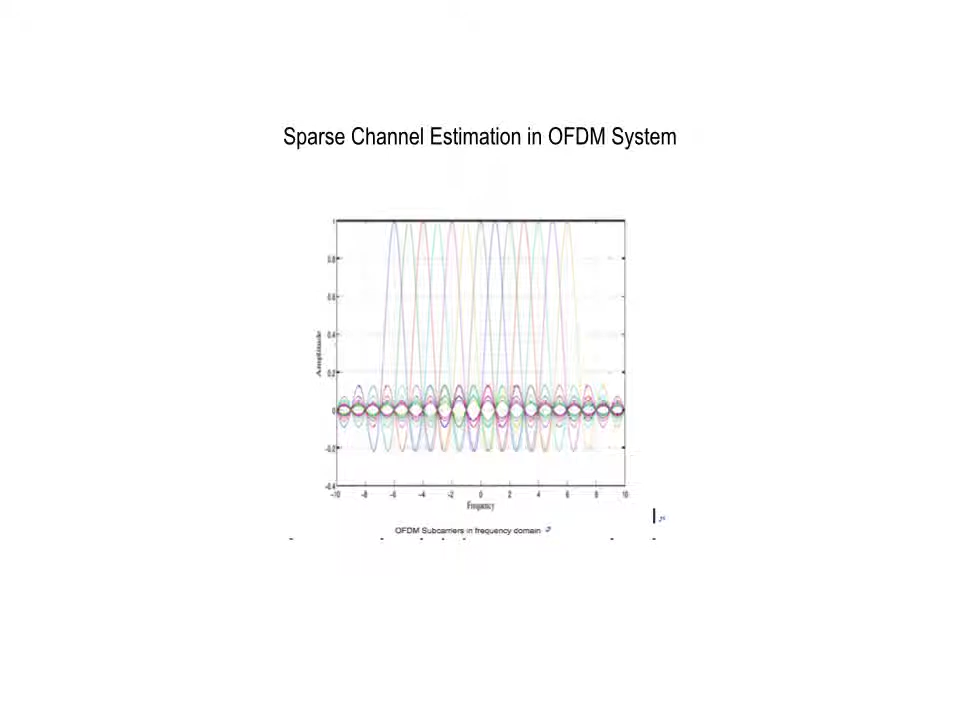 Sparse Channel Estimation in OFDM System
1
0.8
0.6
0.4
0.2
0
-0.2
-0.4
Amplitude
-10 -8 -6 -4 -2 0 2 4 6 8 10
Frequency
OFDM Subcarriers in frequency domain